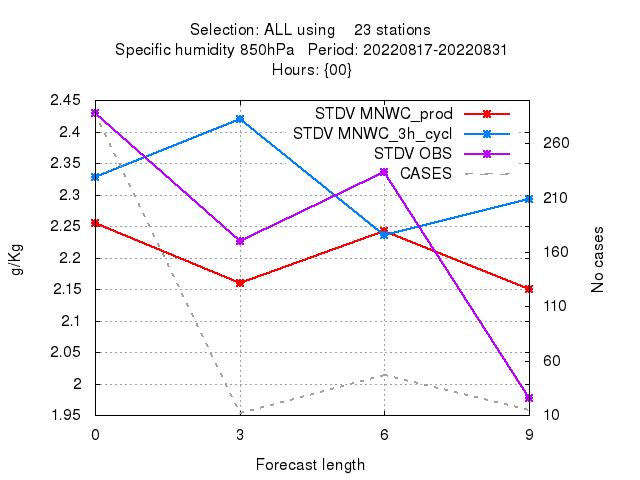 Selection: ALL using    23 stations
Specific humidity 850hPa   Period: 20220817-20220831
Hours: {00}
STDV MNWC_prod
STDV MNWC_3h_cycl
STDV OBS
CASES
2.45
2.4
2.35
2.3
2.25
2.2
2.15
2.1
2.05
2
1.95
g/Kg
260
210
160
110
60
10
No cases
0 3 6 9
Forecast length